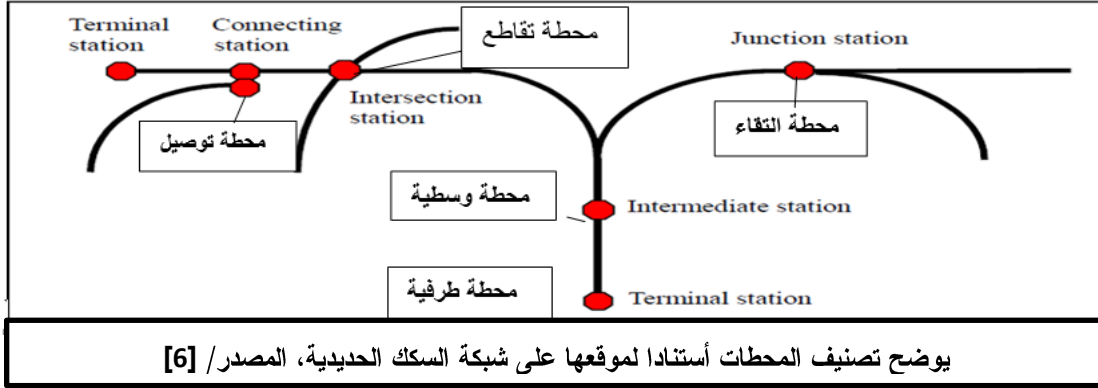 Terminal
station
Connecting
station
محطة تقاطع
Junction station
Intersection
station
محطة توصيل
محطة التقاء
محطة وسطية
Intermediate station
محطة طرفية
Terminal station
يوضح تصنيف المحطات أستنادا لموقعها على شبكة السكك الحديدية، المصدر/ [6]